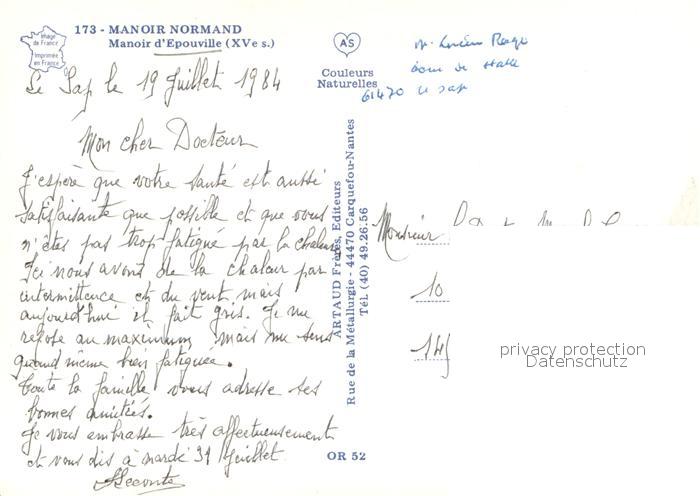 173 - MANOIR NORMAND
Manoir d'Epouville (XVe s.)
Image
de France
Imprimée
en France
AS
Couleurs
Naturelles
61470 Le Sap
Le Sap le 19 Juillet 1984
Mon cher Docteur
J'espère que votre santé est aussi
satisfaisante que possible et que vous
n'êtes pas trop fatigué par la chaleur.
Ici nous avons de la chaleur par
intermittence et du vent mais
aujourd'hui il fait gris. Je me
repose au maximum mais me sens
quand même bien fatiguée.
Toute la famille vous adresse ses
bonnes amitiés.
Je vous embrasse très affectueusement
et vous dis à mardi 31 Juillet.
Lecomte
ARTAUD Frères, Editeurs
Rue de la Métallurgie - 44470 Carquefou-Nantes
Tél (40) 49.26.56
OR 52
Monsieur
10
14
privacy protection
Datenschutz